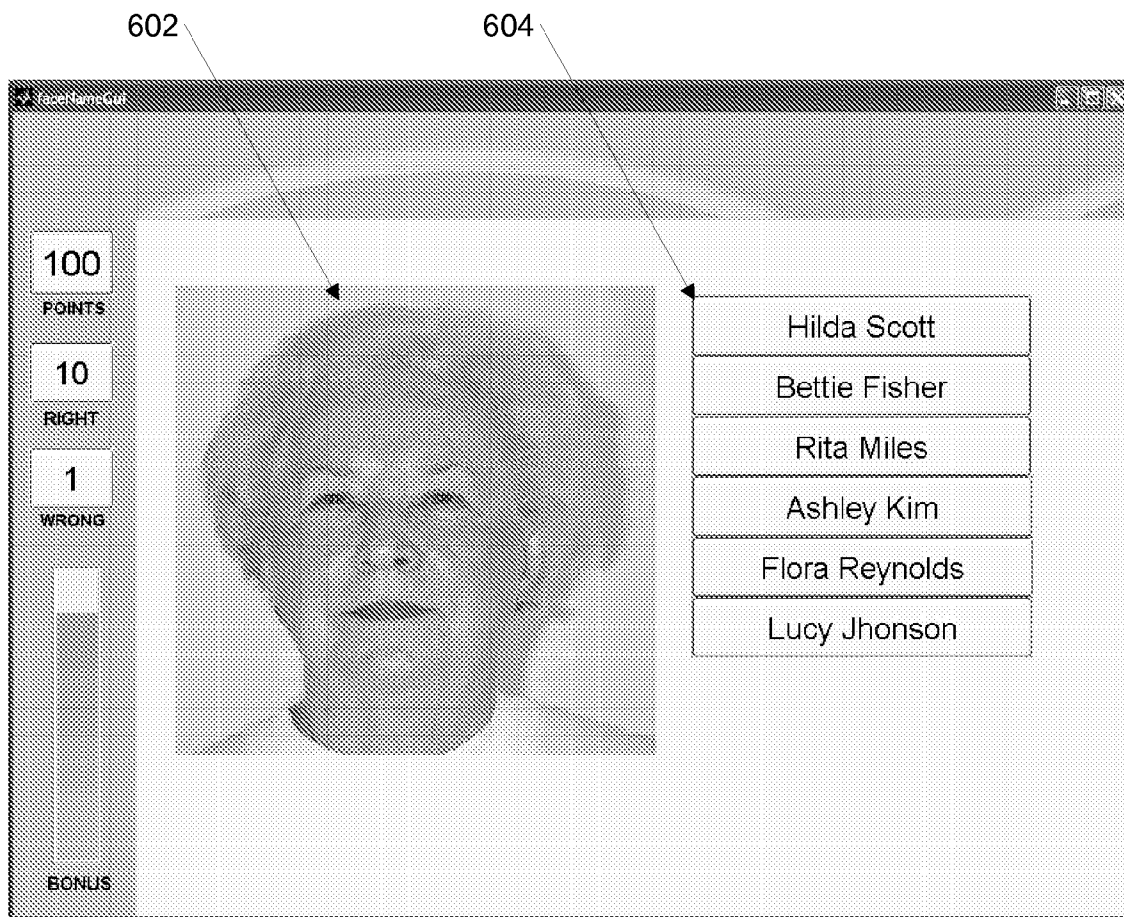 602 604
faceNameGui
100
POINTS
10
RIGHT
1
WRONG
BONUS
Hilda Scott
Bettie Fisher
Rita Miles
Ashley Kim
Flora Reynolds
Lucy Jhonson